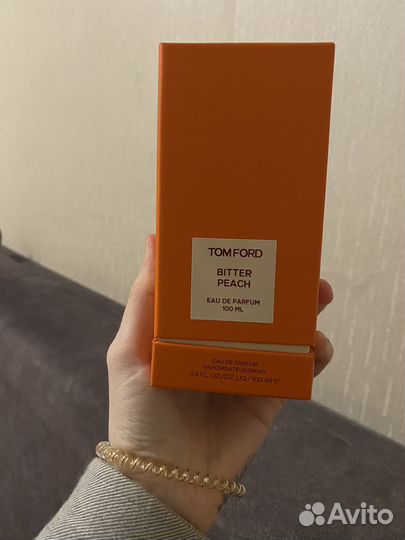 TOM FORD
BITTER
PEACH
EAU DE PARFUM
100 ML
EAU DE PARFUM
VAPORISATEUR SPRAY
3.4 FL. OZ./OZ. LIQ / 100 ml ℮
Avito